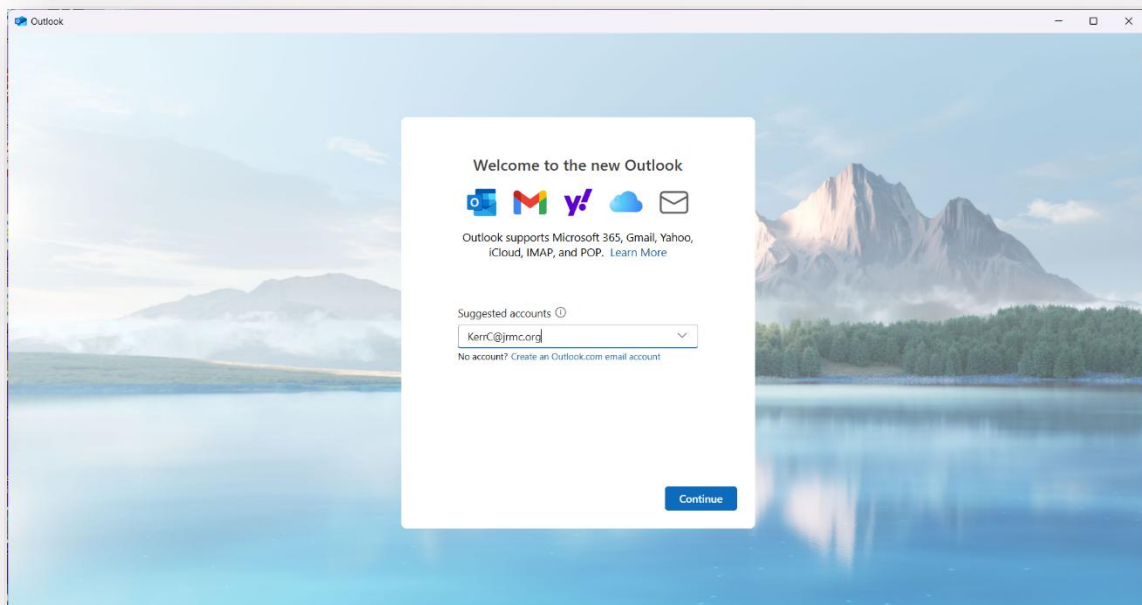 Outlook
Welcome to the new Outlook
Outlook supports Microsoft 365, Gmail, Yahoo,
iCloud, IMAP, and POP. Learn More
Suggested accounts
KerrC@jrmc.org
No account? Create an Outlook.com email account
Continue